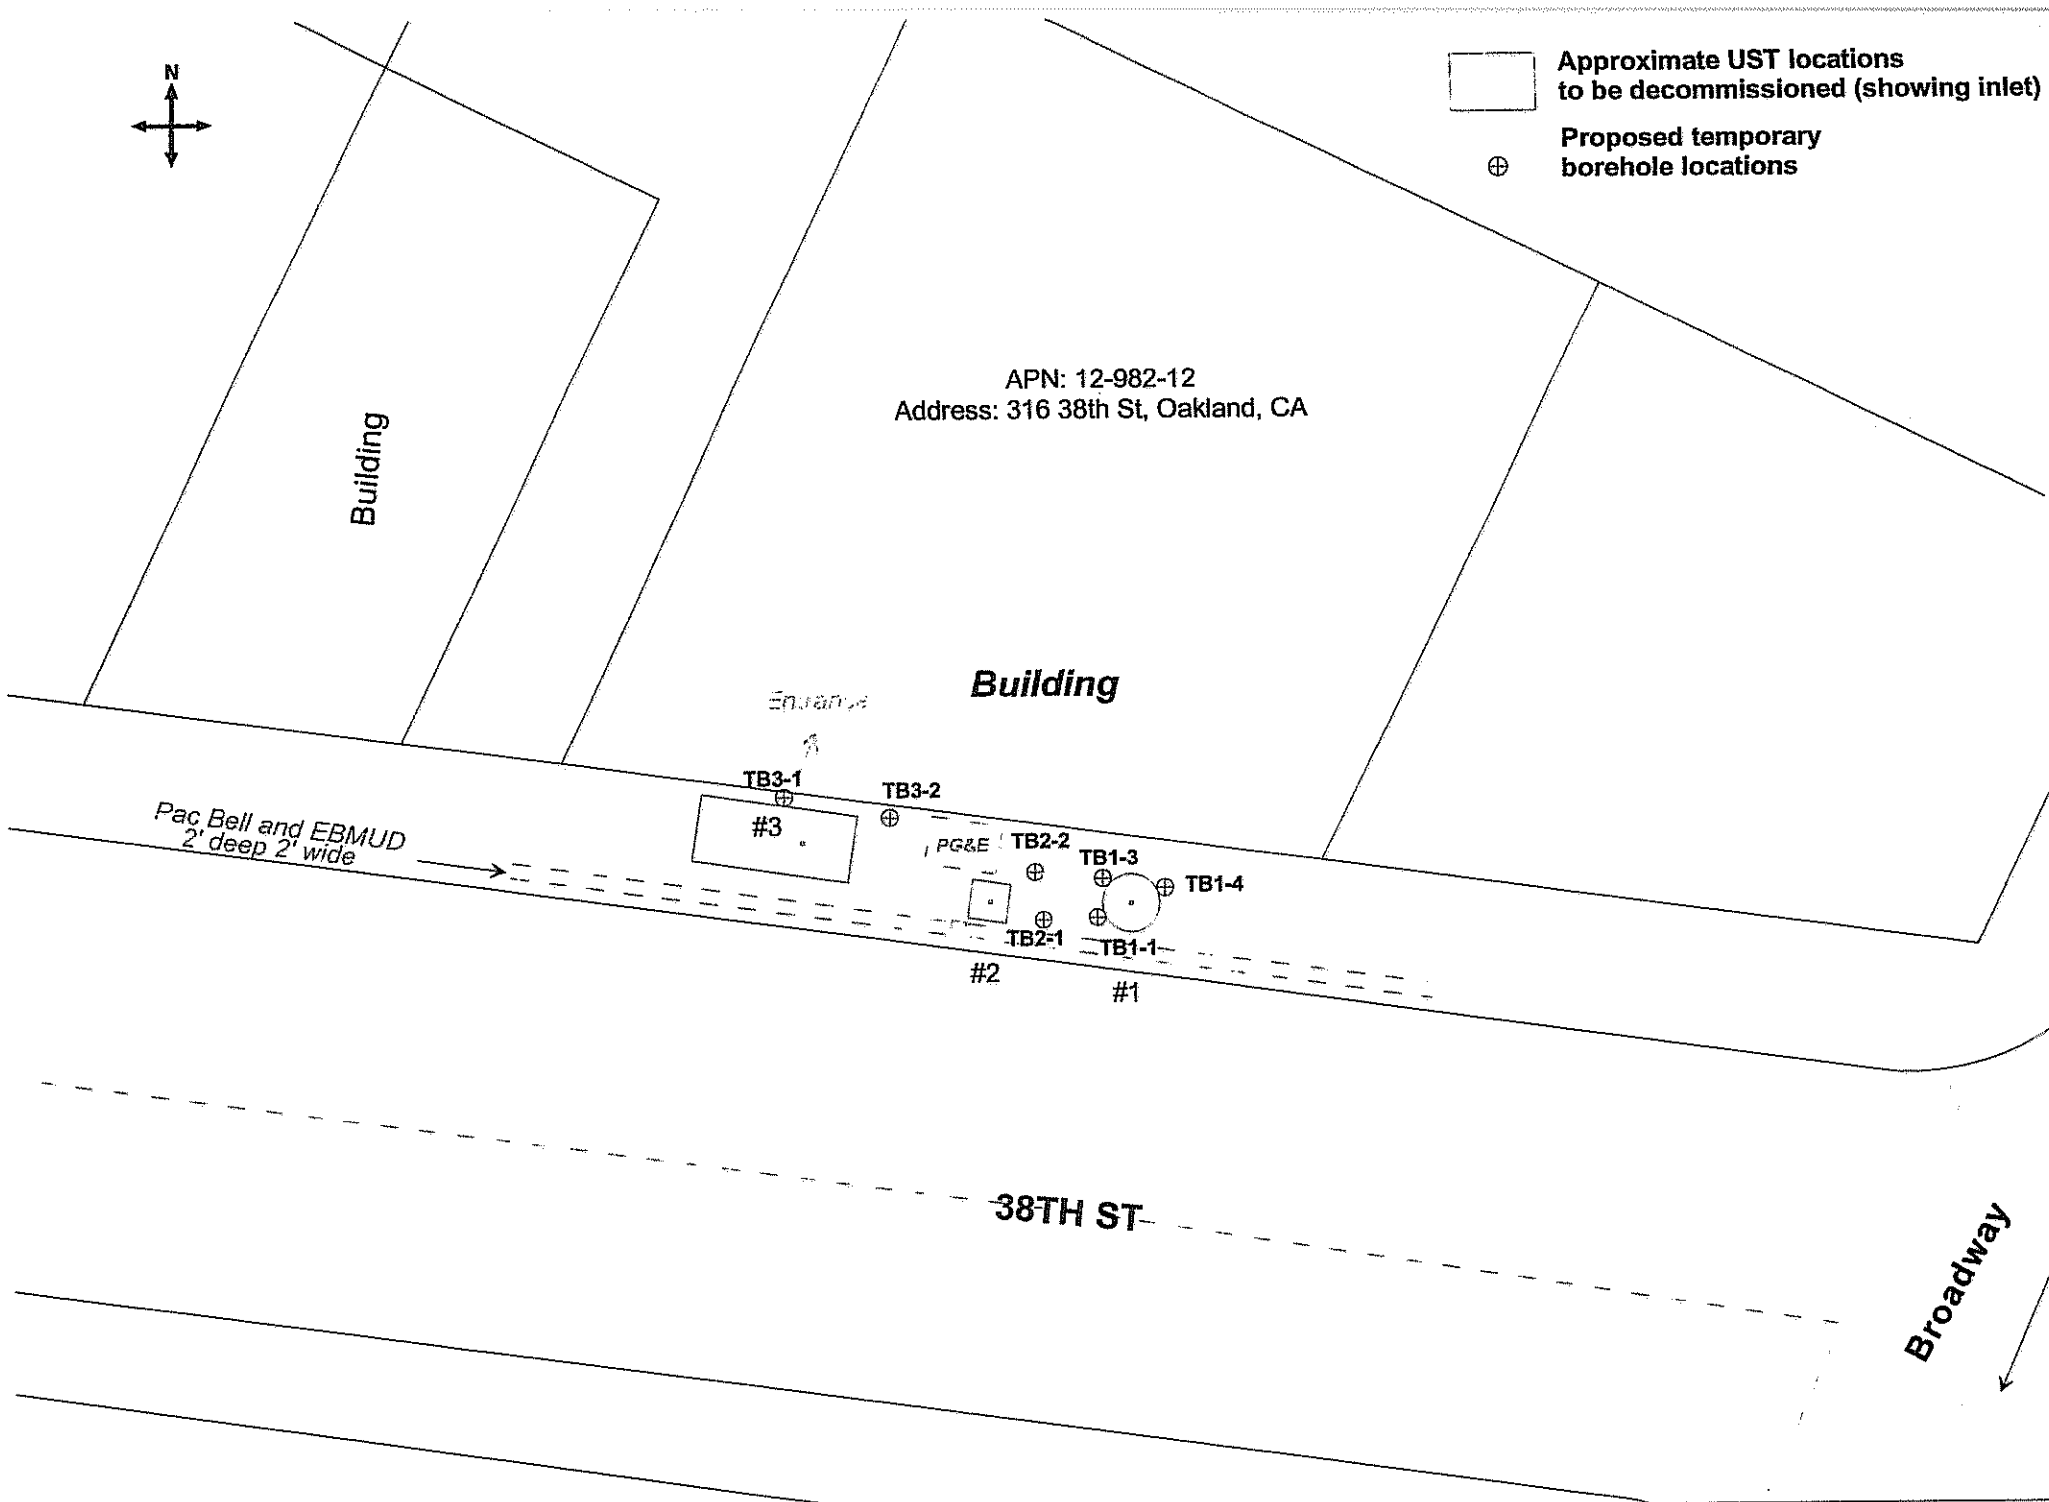 N
Approximate UST locations
to be decommissioned (showing inlet)
Proposed temporary
borehole locations
APN: 12-982-12
Address: 316 38th St, Oakland, CA
Building
Building
Entrance
TB3-1
TB3-2
#3
Pac Bell and EBMUD
2' deep 2' wide
PG&E
TB2-2
TB1-3
TB1-4
TB2-1
TB1-1
#2
#1
38TH ST
Broadway